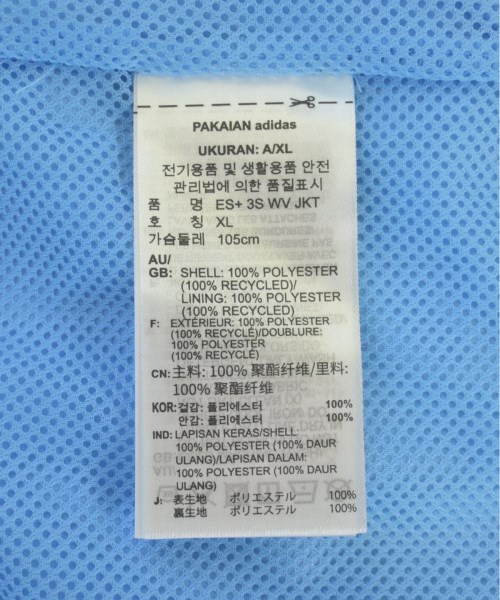 PAKAIAN adidas
UKURAN: A/XL
전기용품 및 생활용품 안전
관리법에 의한 품질표시
품 명 ES+ 3S WV JKT
호 칭 XL
가슴둘레 105cm
AU/
GB: SHELL: 100% POLYESTER
(100% RECYCLED)/
LINING: 100% POLYESTER
(100% RECYCLED)
F: EXTÉRIEUR: 100% POLYESTER
(100% RECYCLÉ)/DOUBLURE:
100% POLYESTER
(100% RECYCLÉ)
CN: 主料: 100% 聚酯纤维/里料:
100% 聚酯纤维
KOR: 겉감: 폴리에스터 100%
안감: 폴리에스터 100%
IND: LAPISAN KERAS/SHELL:
100% POLYESTER (100% DAUR
ULANG)/LAPISAN DALAM:
100% POLYESTER (100% DAUR
ULANG)
J: 表生地 ポリエステル 100%
裏生地 ポリエステル 100%